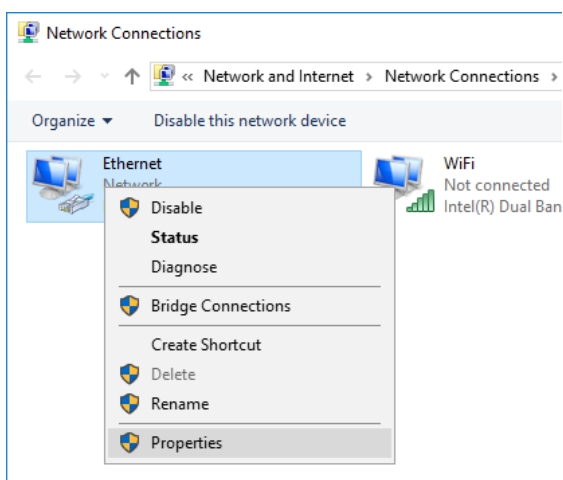 Network Connections
« Network and Internet > Network Connections >
Organize ▾ Disable this network device
Ethernet
Network
WiFi
Not connected
Intel(R) Dual Ban
Disable
Status
Diagnose
Bridge Connections
Create Shortcut
Delete
Rename
Properties